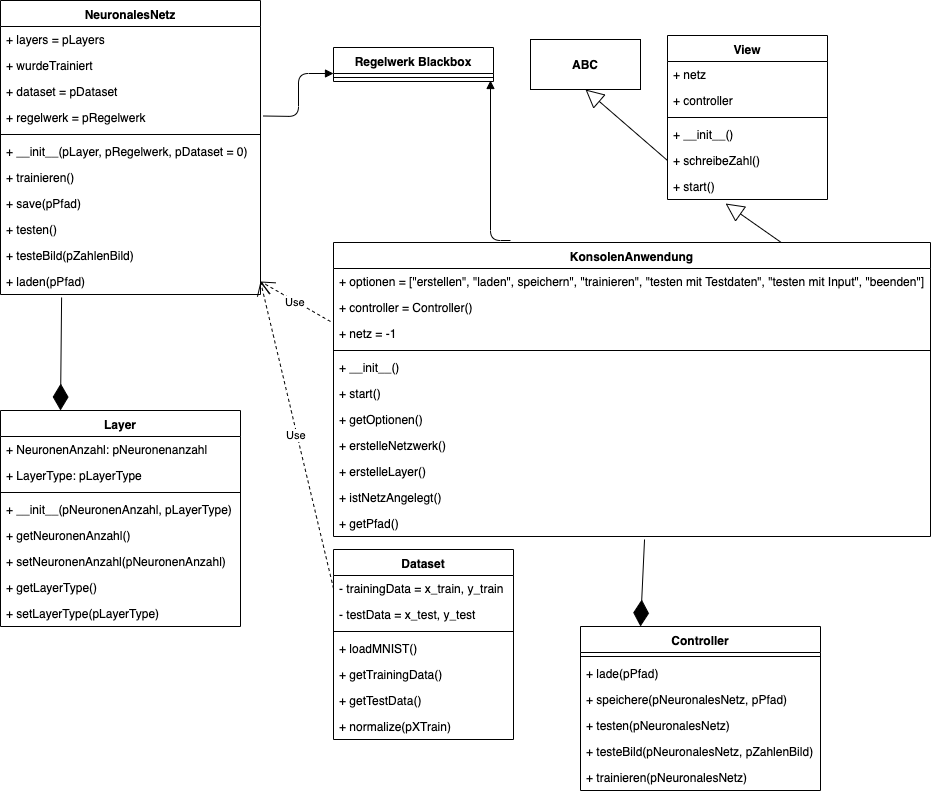 NeuronalesNetz
+ layers = pLayers
+ wurdeTrainiert
+ dataset = pDataset
+ regelwerk = pRegelwerk
+ __init__(pLayer, pRegelwerk, pDataset = 0)
+ trainieren()
+ save(pPfad)
+ testen()
+ testeBild(pZahlenBild)
+ laden(pPfad)
Regelwerk Blackbox
ABC
View
+ netz
+ controller
+ __init__()
+ schreibeZahl()
+ start()
KonsolenAnwendung
+ optionen = ["erstellen", "laden", speichern", "trainieren", "testen mit Testdaten", "testen mit Input", "beenden"]
+ controller = Controller()
+ netz = -1
+ __init__()
+ start()
+ getOptionen()
+ erstelleNetzwerk()
+ erstelleLayer()
+ istNetzAngelegt()
+ getPfad()
Use
Use
Layer
+ NeuronenAnzahl: pNeuronenanzahl
+ LayerType: pLayerType
+ __init__(pNeuronenAnzahl, pLayerType)
+ getNeuronenAnzahl()
+ setNeuronenAnzahl(pNeuronenAnzahl)
+ getLayerType()
+ setLayerType(pLayerType)
Dataset
- trainingData = x_train, y_train
- testData = x_test, y_test
+ loadMNIST()
+ getTrainingData()
+ getTestData()
+ normalize(pXTrain)
Controller
+ lade(pPfad)
+ speichere(pNeuronalesNetz, pPfad)
+ testen(pNeuronalesNetz)
+ testeBild(pNeuronalesNetz, pZahlenBild)
+ trainieren(pNeuronalesNetz)